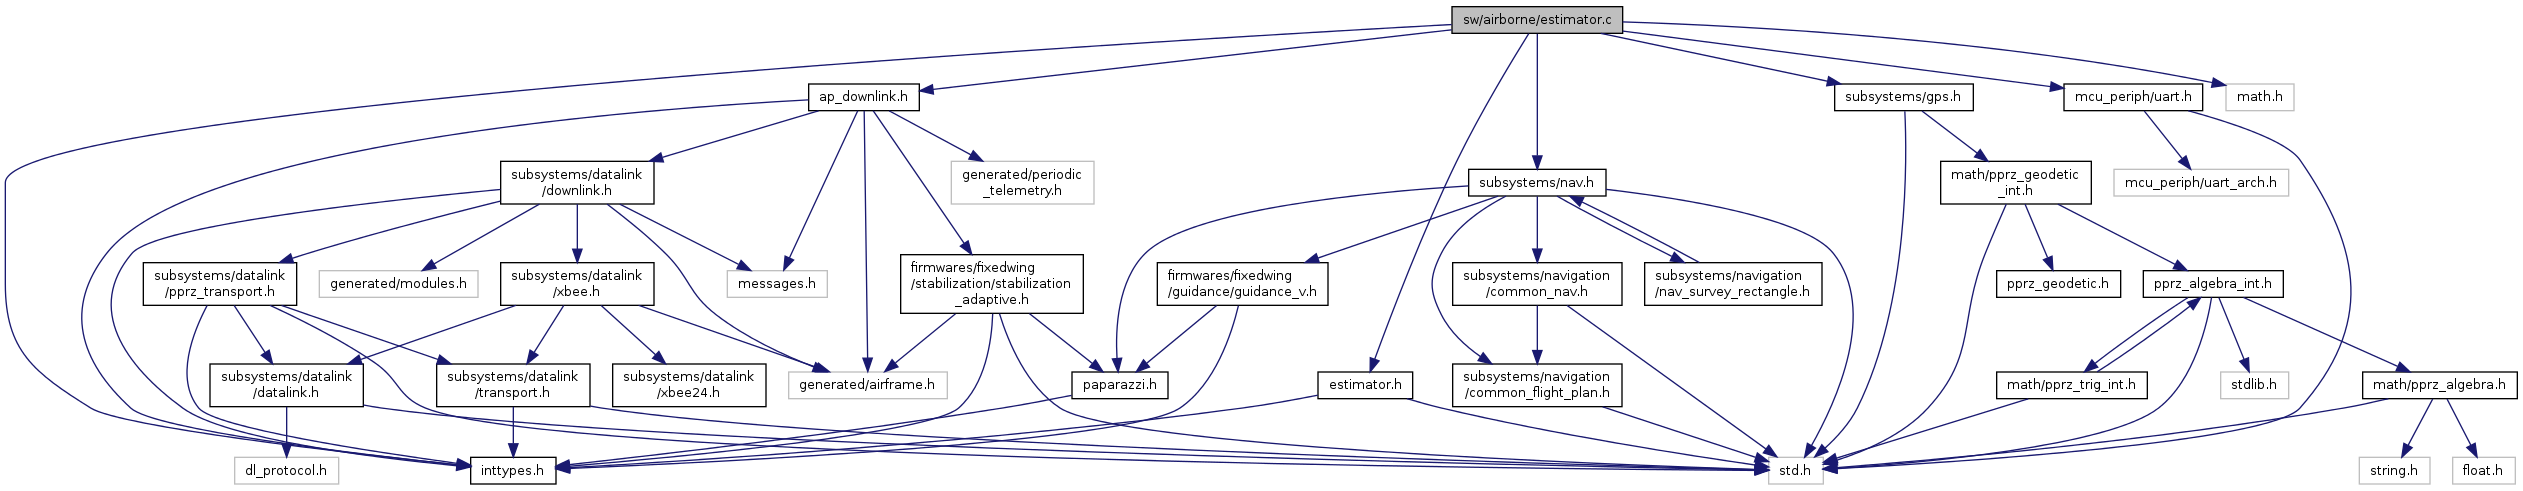 sw/airborne/estimator.c
ap_downlink.h
subsystems/gps.h
mcu_periph/uart.h
math.h
subsystems/datalink
/downlink.h
generated/periodic
_telemetry.h
subsystems/nav.h
math/pprz_geodetic
_int.h
mcu_periph/uart_arch.h
subsystems/datalink
/pprz_transport.h
generated/modules.h
subsystems/datalink
/xbee.h
messages.h
firmwares/fixedwing
/stabilization/stabilization
_adaptive.h
firmwares/fixedwing
/guidance/guidance_v.h
subsystems/navigation
/common_nav.h
subsystems/navigation
/nav_survey_rectangle.h
pprz_geodetic.h
pprz_algebra_int.h
subsystems/datalink
/datalink.h
subsystems/datalink
/transport.h
subsystems/datalink
/xbee24.h
generated/airframe.h
paparazzi.h
estimator.h
subsystems/navigation
/common_flight_plan.h
math/pprz_trig_int.h
stdlib.h
math/pprz_algebra.h
dl_protocol.h
inttypes.h
std.h
string.h
float.h